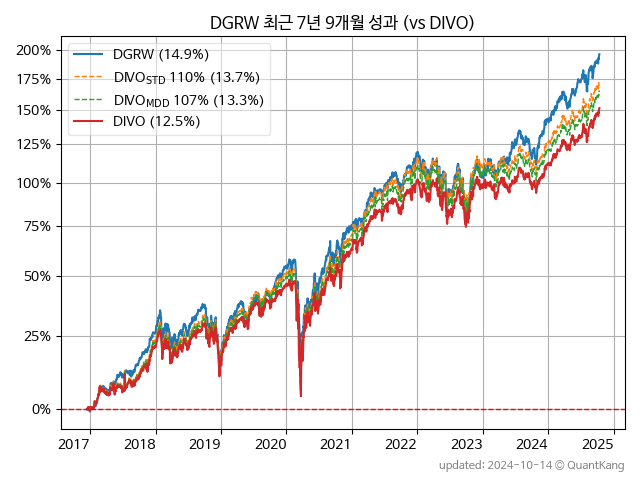 DGRW 최근 7년 9개월 성과 (vs DIVO)
200%
175%
150%
125%
100%
75%
50%
25%
0%
DGRW (14.9%)
DIVO_STD 110% (13.7%)
DIVO_MDD 107% (13.3%)
DIVO (12.5%)
2017 2018 2019 2020 2021 2022 2023 2024 2025
updated: 2024-10-14 © QuantKang